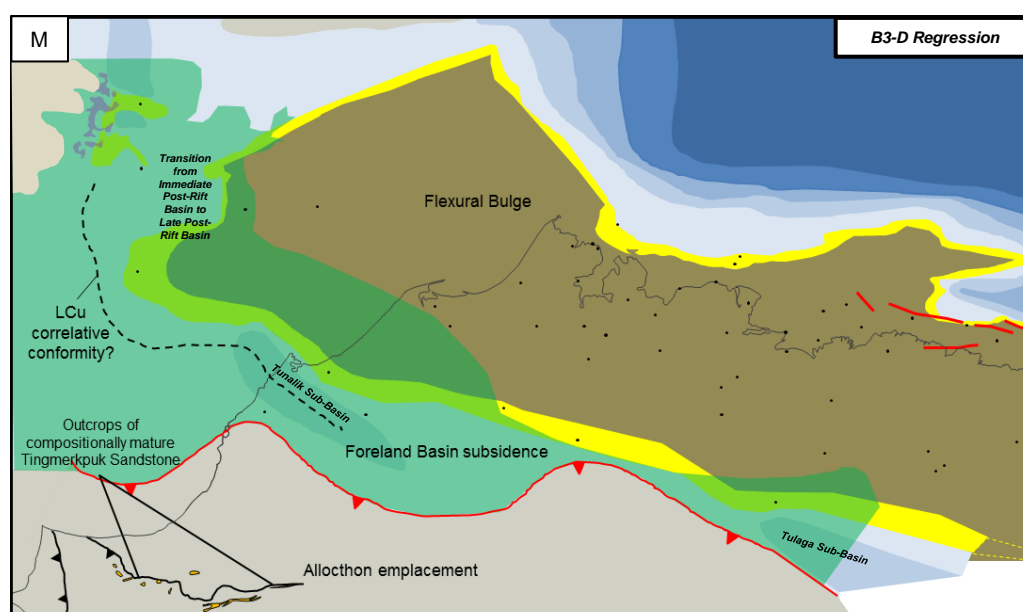 M
B3-D Regression
Transition
from
Immediate
Post-Rift
Basin to
Late Post-
Rift Basin
Flexural Bulge
LCu
correlative
conformity?
Tunalik Sub-Basin
Outcrops of
compositionally mature
Tingmerkpuk Sandstone
Foreland Basin subsidence
Tulaga Sub-Basin
Allocthon emplacement